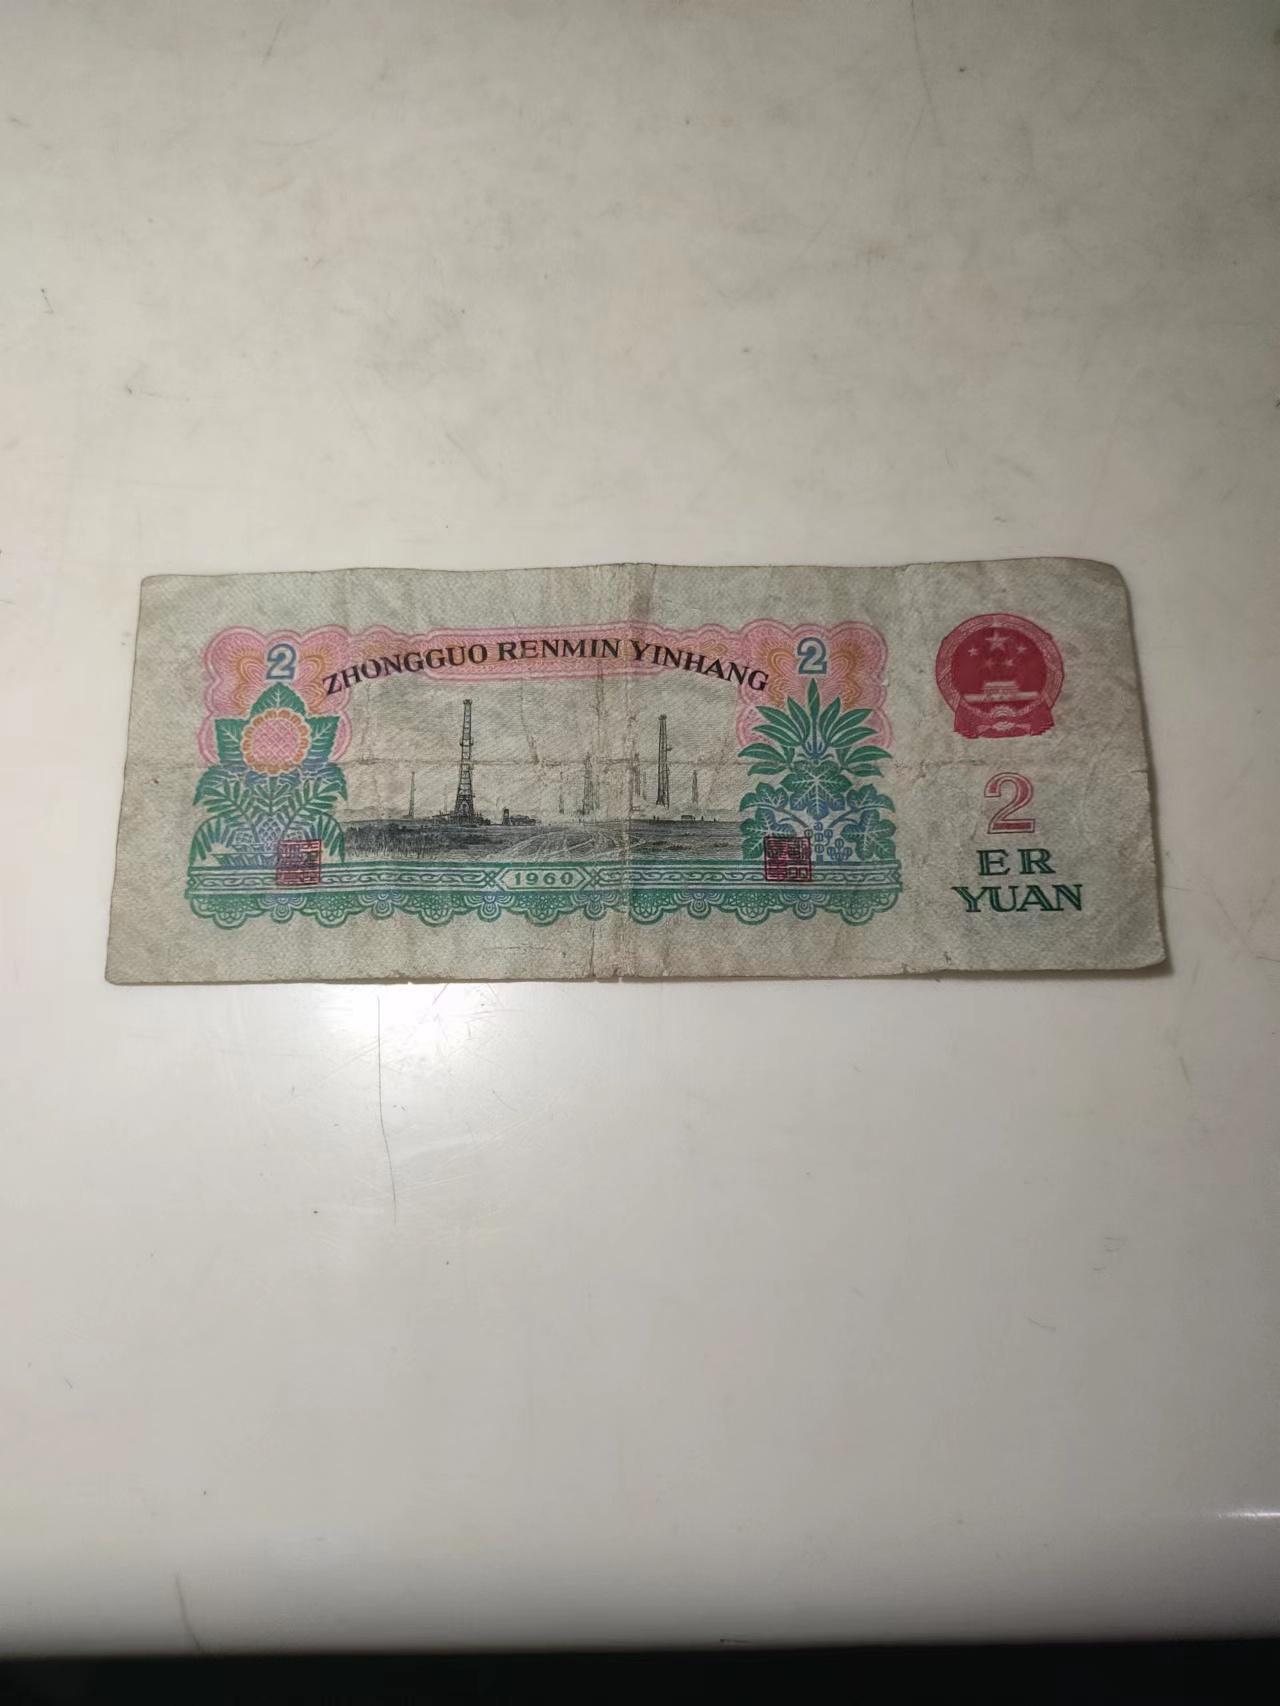 2
ZHONGGUO RENMIN YINHANG
2
1960
2
ER
YUAN